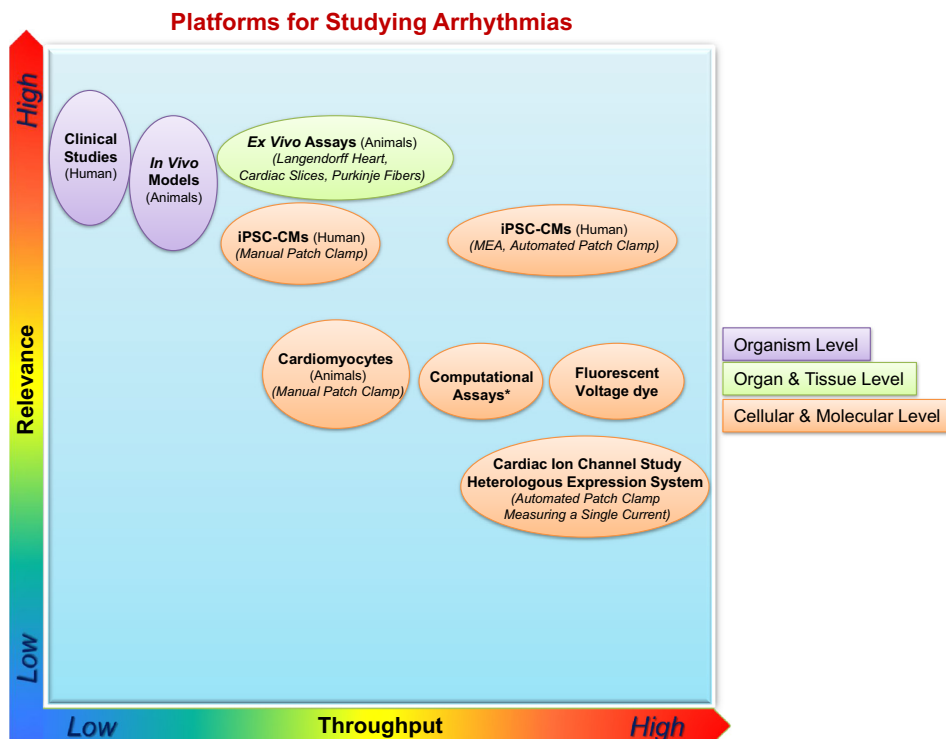 Platforms for Studying Arrhythmias
High
Relevance
Low
Clinical
Studies
(Human)
In Vivo
Models
(Animals)
Ex Vivo Assays (Animals)
(Langendorff Heart,
Cardiac Slices, Purkinje Fibers)
iPSC-CMs (Human)
(Manual Patch Clamp)
iPSC-CMs (Human)
(MEA, Automated Patch Clamp)
Cardiomyocytes
(Animals)
(Manual Patch Clamp)
Computational
Assays*
Fluorescent
Voltage dye
Cardiac Ion Channel Study
Heterologous Expression System
(Automated Patch Clamp
Measuring a Single Current)
Organism Level
Organ & Tissue Level
Cellular & Molecular Level
Low
Throughput
High